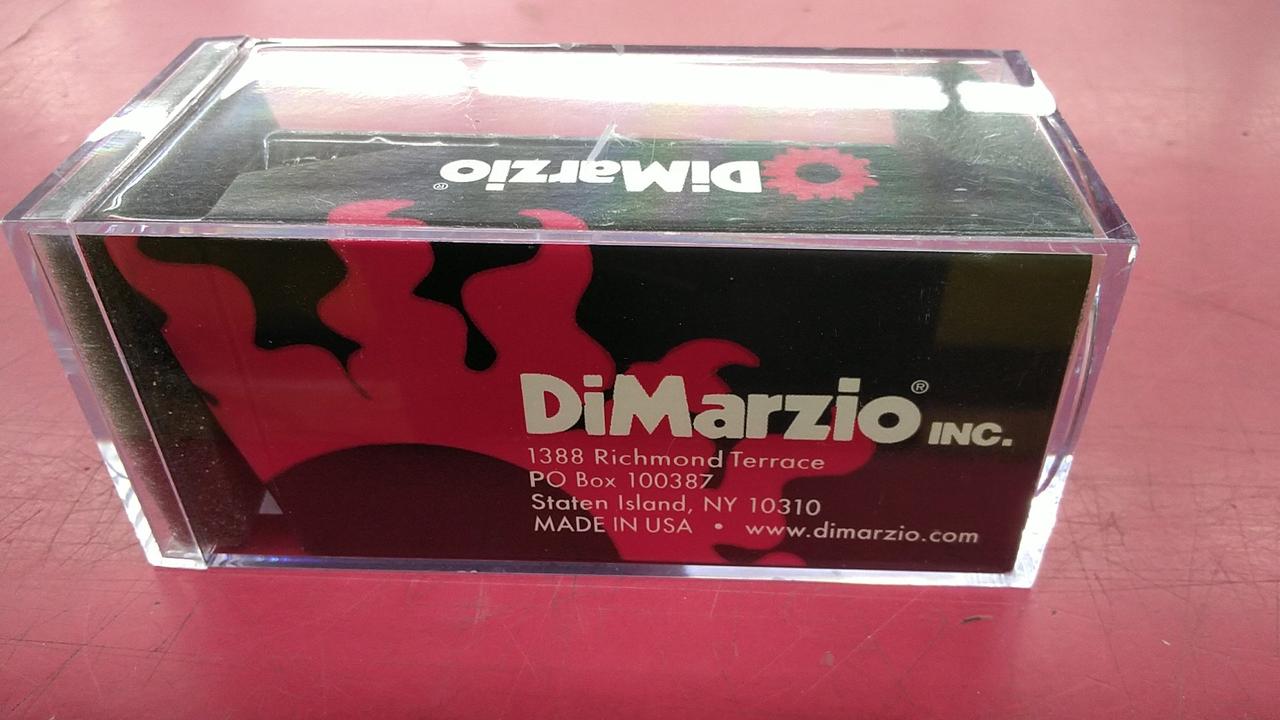 DiMarzio®
DiMarzio® INC.
1388 Richmond Terrace
PO Box 100387
Staten Island, NY 10310
MADE IN USA • www.dimarzio.com